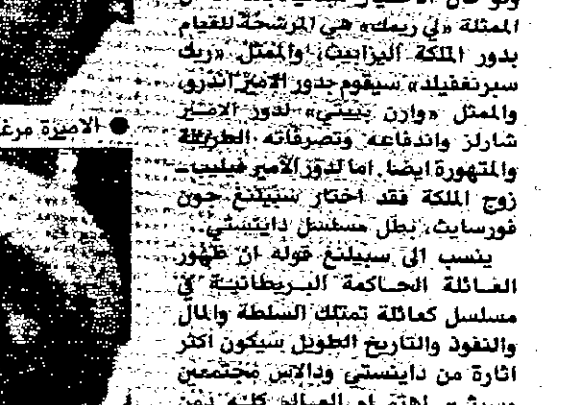 الممثلة «لي ريمك» هي المرشحة للقيام
بدور الملكة اليزابيث، والممثل «ريك
سبرنغفيلد» سيقوم بدور الأمير اندرو،
والممثل «وارن بيتي» لدور الامير
شارلز واندفاعه وتصرفاته الطريفة
والمتهورة ايضا. اما لدور الأمير فيليب ـ
زوج الملكة فقد اختار سبيلنغ جون
فورسايث، بطل مسلسل داينستي..
ينسب الى سبيلنغ قوله ان ظهور
العائلة الحاكمة البريطانية في
مسلسل كعائلة تمتلك السلطة والمال
والنفوذ والتاريخ الطويل سيكون اكثر
اثارة من داينستي ودالاس مجتمعين
● الاميرة مرغ